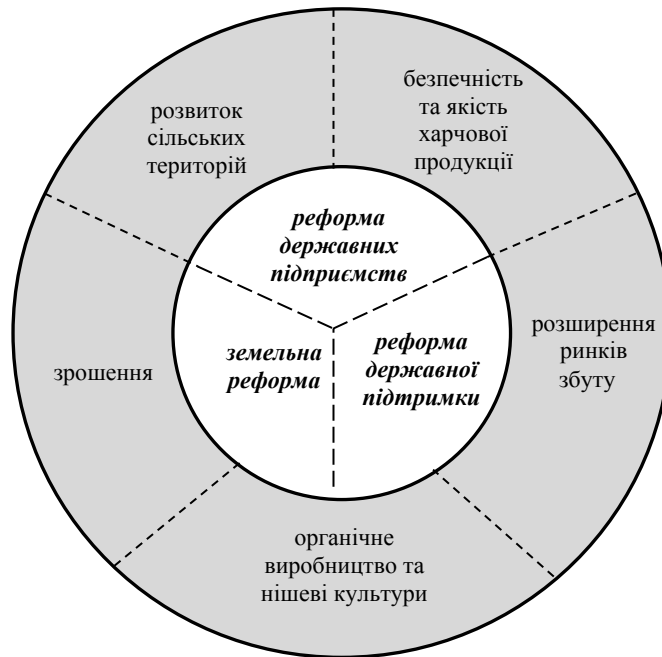 розвиток
сільських
територій
безпечність
та якість
харчової
продукції
реформа
державних
підприємств
зрошення
земельна
реформа
реформа
державної
підтримки
розширення
ринків
збуту
органічне
виробництво та
нішеві культури